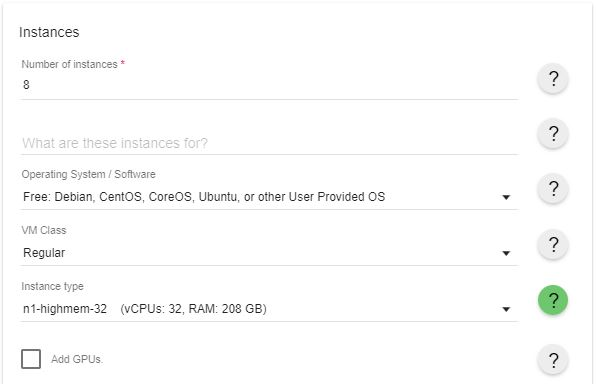 Instances
Number of instances *
8
?
What are these instances for?
?
Operating System / Software
Free: Debian, CentOS, CoreOS, Ubuntu, or other User Provided OS
?
VM Class
Regular
?
Instance type
n1-highmem-32 (vCPUs: 32, RAM: 208 GB)
?
Add GPUs.
?